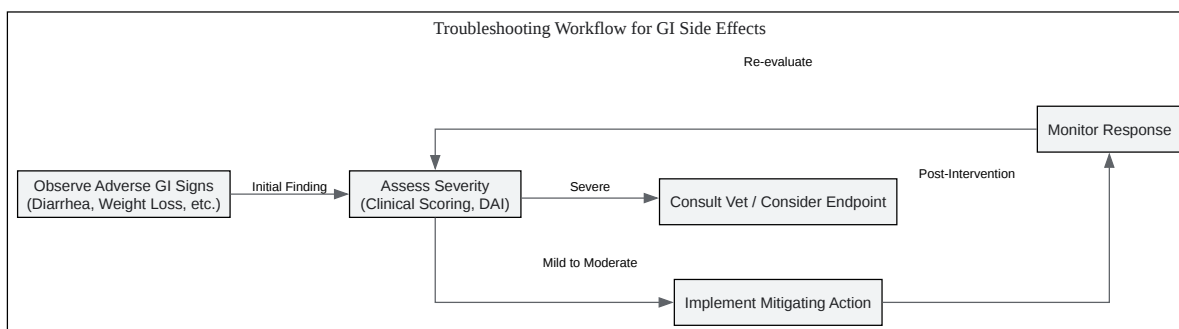 Troubleshooting Workflow for GI Side Effects
Re-evaluate
Monitor Response
Observe Adverse GI Signs
(Diarrhea, Weight Loss, etc.)
Initial Finding
Assess Severity
(Clinical Scoring, DAI)
Severe
Consult Vet / Consider Endpoint
Post-Intervention
Mild to Moderate
Implement Mitigating Action